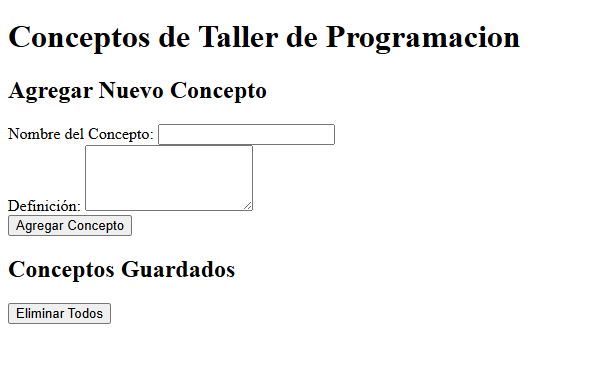 Conceptos de Taller de Programacion
Agregar Nuevo Concepto
Nombre del Concepto:
Definición:
Agregar Concepto
Conceptos Guardados
Eliminar Todos